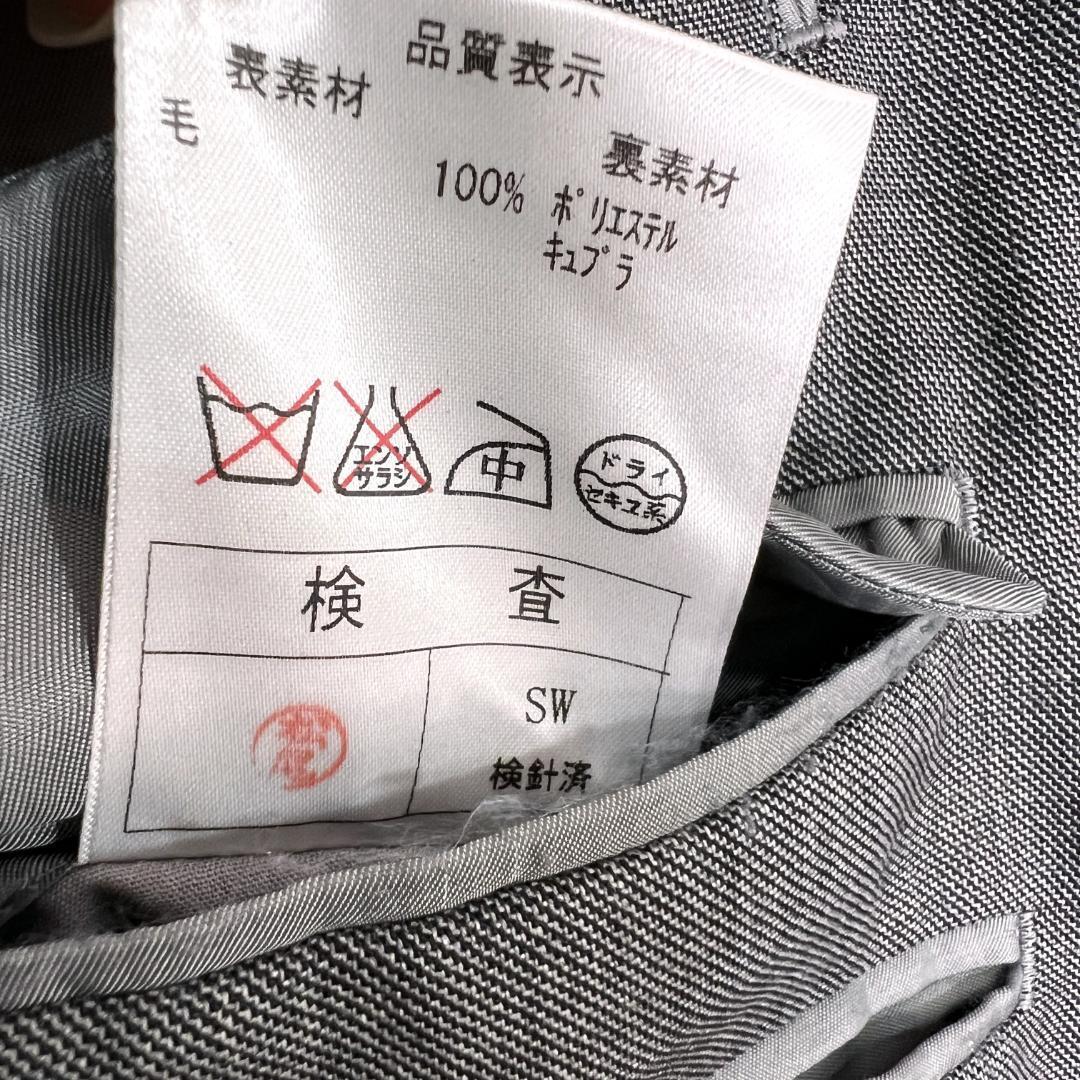 品質表示
表素材
毛 100%
裏素材
ポリエステル
キュプラ
エンソ
サラシ
中
ドライ
セキユ系
検査
SW
検針済